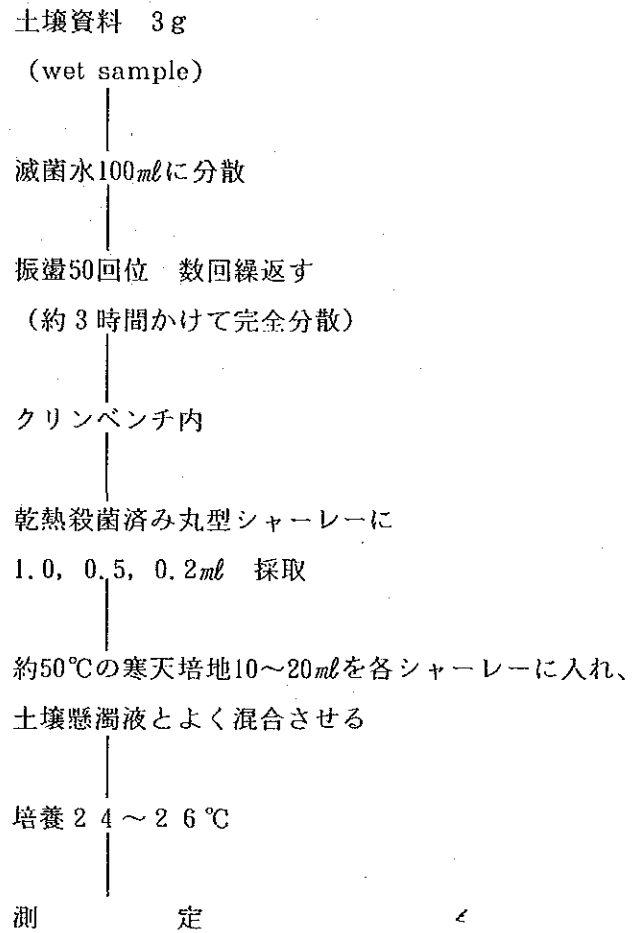 土壌資料　3g
(wet sample)
滅菌水100mℓに分散
振盪50回位　数回繰返す
(約3時間かけて完全分散)
クリンベンチ内
乾熱殺菌済み丸型シャーレーに
1.0, 0.5, 0.2mℓ　採取
約50℃の寒天培地10～20mℓを各シャーレーに入れ、
土壌懸濁液とよく混合させる
培養24～26℃
測　定